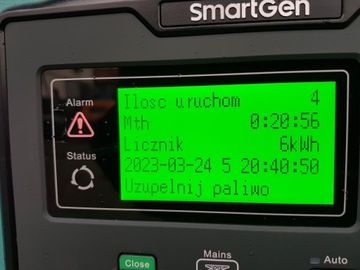 SmartGen
Alarm
Status
Ilosc uruchom 4
Mth 0:20:56
Licznik 6kWh
2023-03-24 5 20:40:50
Uzupelnij paliwo
Close
Mains
Auto